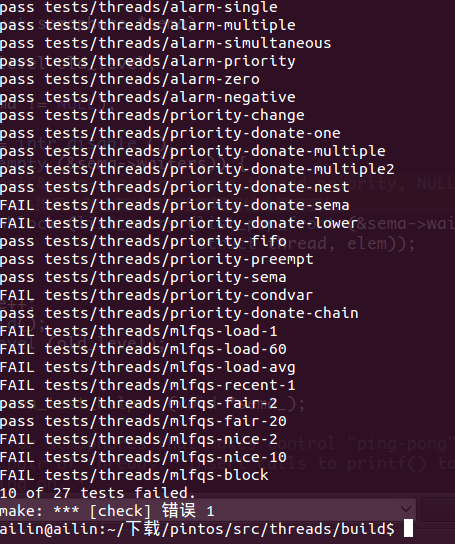 pass tests/threads/alarm-single
pass tests/threads/alarm-multiple
pass tests/threads/alarm-simultaneous
pass tests/threads/alarm-priority
pass tests/threads/alarm-zero
pass tests/threads/alarm-negative
pass tests/threads/priority-change
pass tests/threads/priority-donate-one
pass tests/threads/priority-donate-multiple
pass tests/threads/priority-donate-multiple2
pass tests/threads/priority-donate-nest
FAIL tests/threads/priority-donate-sema
FAIL tests/threads/priority-donate-lower
pass tests/threads/priority-fifo
pass tests/threads/priority-preempt
pass tests/threads/priority-sema
FAIL tests/threads/priority-condvar
pass tests/threads/priority-donate-chain
FAIL tests/threads/mlfqs-load-1
FAIL tests/threads/mlfqs-load-60
FAIL tests/threads/mlfqs-load-avg
FAIL tests/threads/mlfqs-recent-1
pass tests/threads/mlfqs-fair-2
pass tests/threads/mlfqs-fair-20
FAIL tests/threads/mlfqs-nice-2
FAIL tests/threads/mlfqs-nice-10
FAIL tests/threads/mlfqs-block
10 of 27 tests failed.
make: *** [check] 错误 1
ailin@ailin:~/下载/pintos/src/threads/build$